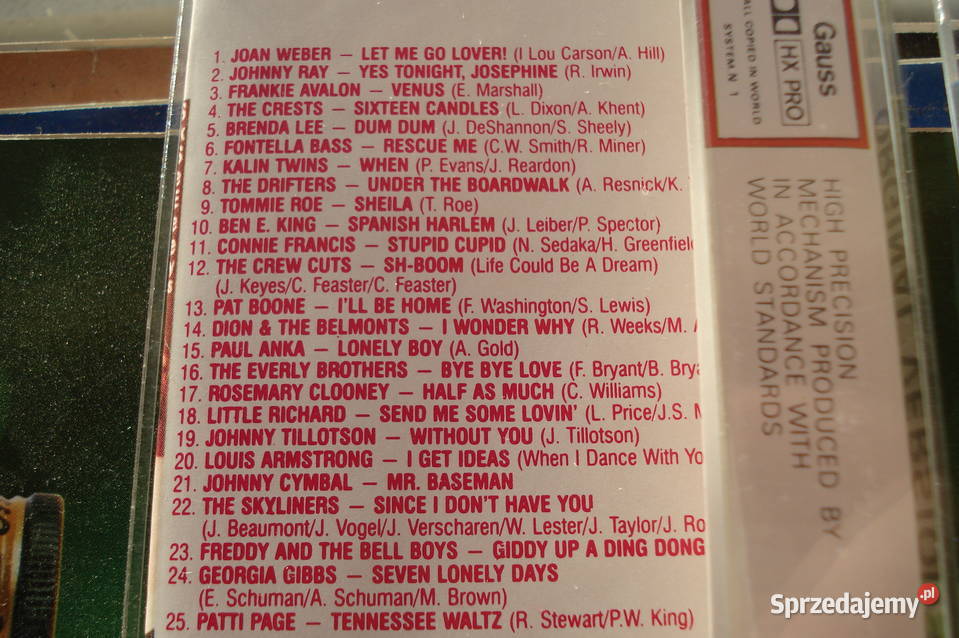 1. JOAN WEBER – LET ME GO LOVER! (I Lou Carson/A. Hill)
2. JOHNNY RAY – YES TONIGHT, JOSEPHINE (R. Irwin)
3. FRANKIE AVALON – VENUS (E. Marshall)
4. THE CRESTS – SIXTEEN CANDLES (L. Dixon/A. Khent)
5. BRENDA LEE – DUM DUM (J. DeShannon/S. Sheely)
6. FONTELLA BASS – RESCUE ME (C.W. Smith/R. Miner)
7. KALIN TWINS – WHEN (P. Evans/J. Reardon)
8. THE DRIFTERS – UNDER THE BOARDWALK (A. Resnick/K.
9. TOMMIE ROE – SHEILA (T. Roe)
10. BEN E. KING – SPANISH HARLEM (J. Leiber/P. Spector)
11. CONNIE FRANCIS – STUPID CUPID (N. Sedaka/H. Greenfield
12. THE CREW CUTS – SH-BOOM (Life Could Be A Dream)
(J. Keyes/C. Feaster/C. Feaster)
13. PAT BOONE – I'LL BE HOME (F. Washington/S. Lewis)
14. DION & THE BELMONTS – I WONDER WHY (R. Weeks/M.
15. PAUL ANKA – LONELY BOY (A. Gold)
16. THE EVERLY BROTHERS – BYE BYE LOVE (F. Bryant/B. Brya
17. ROSEMARY CLOONEY – HALF AS MUCH (C. Williams)
18. LITTLE RICHARD – SEND ME SOME LOVIN' (L. Price/J.S.
19. JOHNNY TILLOTSON – WITHOUT YOU (J. Tillotson)
20. LOUIS ARMSTRONG – I GET IDEAS (When I Dance With Yo
21. JOHNNY CYMBAL – MR. BASEMAN
22. THE SKYLINERS – SINCE I DON'T HAVE YOU
(J. Beaumont/J. Vogel/J. Verscharen/W. Lester/J. Taylor/J. Ro
23. FREDDY AND THE BELL BOYS – GIDDY UP A DING DONG
24. GEORGIA GIBBS – SEVEN LONELY DAYS
(E. Schuman/A. Schuman/M. Brown)
25. PATTI PAGE – TENNESSEE WALTZ (R. Stewart/P.W. King)
Gauss
HX PRO
ALL COPIED IN WORLD
SYSTEM N 1
HIGH PRECISION
MECHANISM PRODUCED BY
IN ACCORDANCE WITH
WORLD STANDARDS
Sprzedajemy.pl